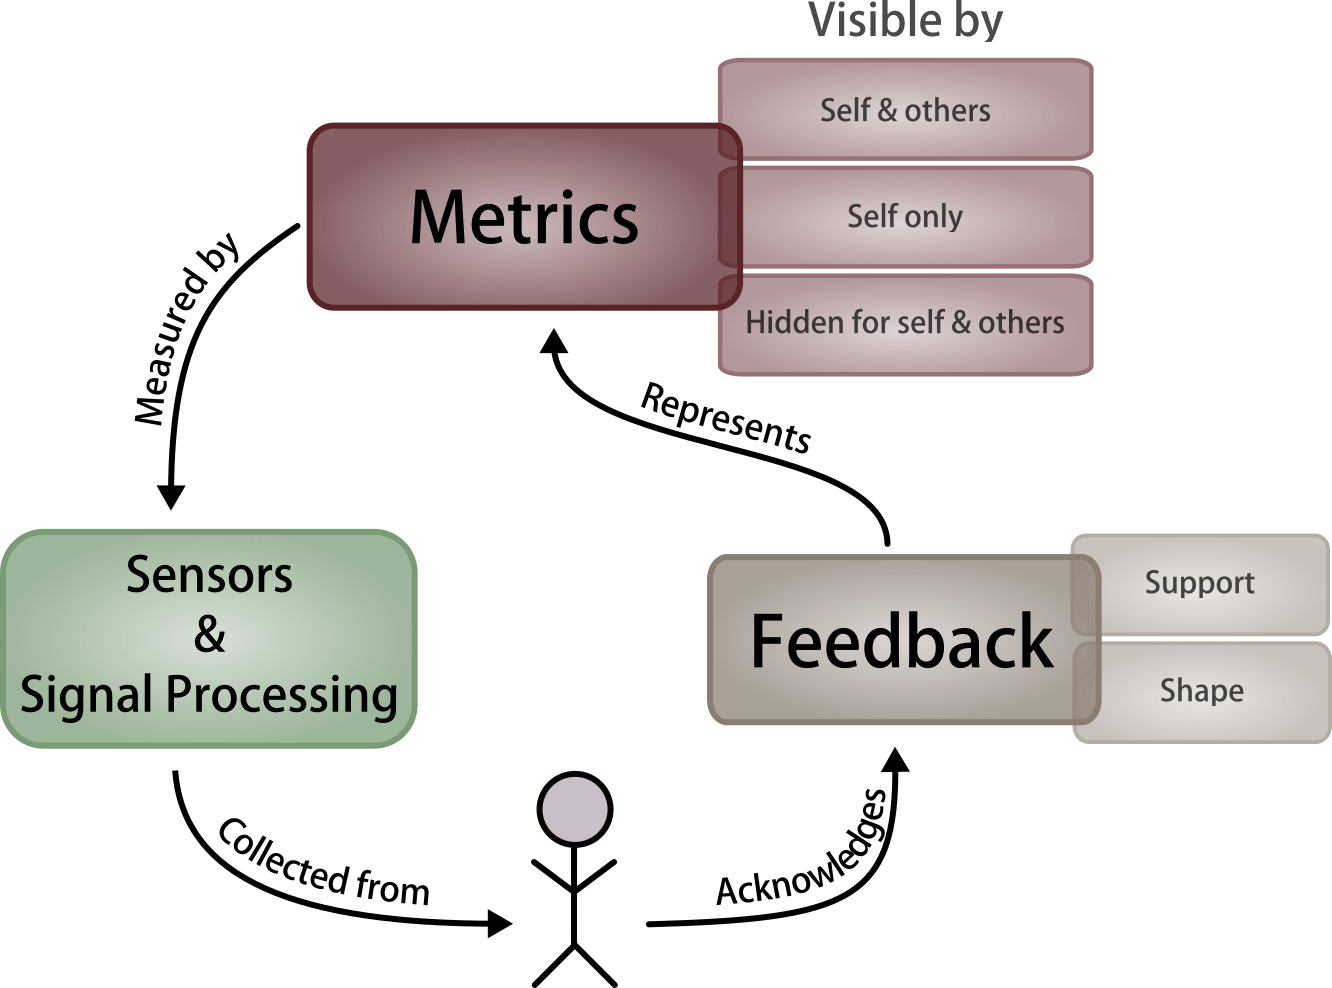 Visible by
Self & others
Metrics
Self only
Hidden for self & others
Measured by
Represents
Sensors
&
Signal Processing
Feedback
Support
Shape
Collected from
Acknowledges